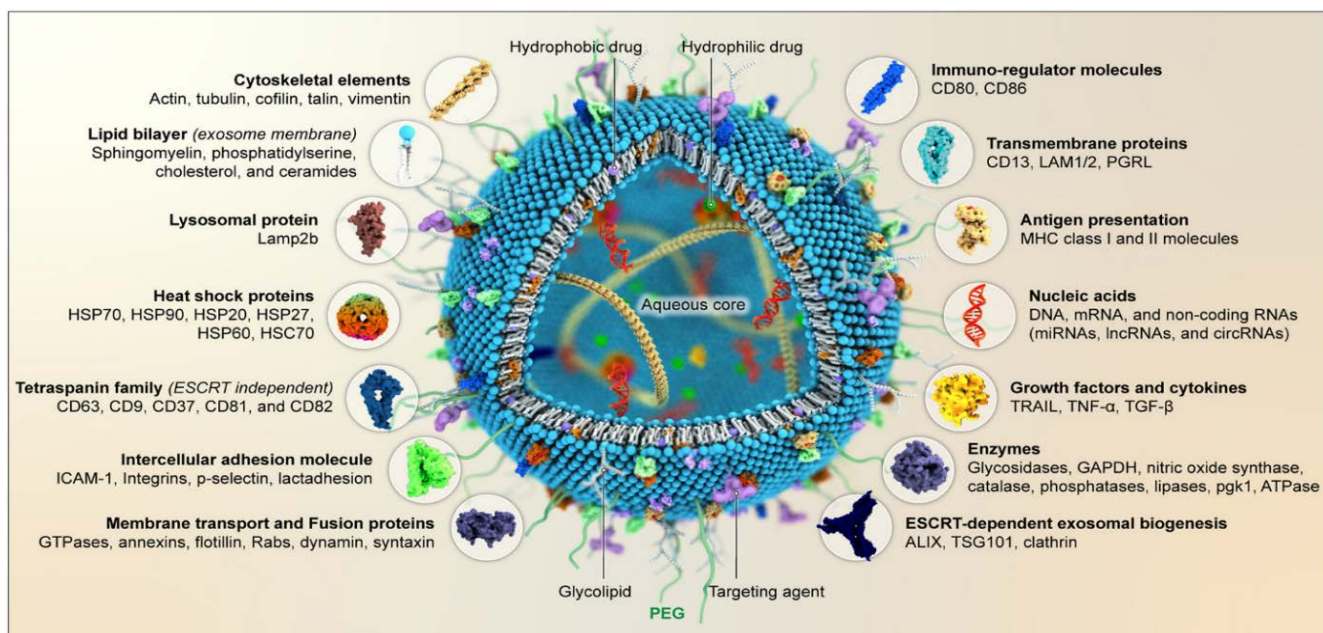 Hydrophobic drug
Hydrophilic drug
Cytoskeletal elements
Actin, tubulin, cofilin, talin, vimentin
Lipid bilayer (exosome membrane)
Sphingomyelin, phosphatidylserine,
cholesterol, and ceramides
Lysosomal protein
Lamp2b
Heat shock proteins
HSP70, HSP90, HSP20, HSP27,
HSP60, HSC70
Tetraspanin family (ESCRT independent)
CD63, CD9, CD37, CD81, and CD82
Intercellular adhesion molecule
ICAM-1, Integrins, p-selectin, lactadhesion
Membrane transport and Fusion proteins
GTPases, annexins, flotillin, Rabs, dynamin, syntaxin
Aqueous core
Immuno-regulator molecules
CD80, CD86
Transmembrane proteins
CD13, LAM1/2, PGRL
Antigen presentation
MHC class I and II molecules
Nucleic acids
DNA, mRNA, and non-coding RNAs
(miRNAs, lncRNAs, and circRNAs)
Growth factors and cytokines
TRAIL, TNF-α, TGF-β
Enzymes
Glycosidases, GAPDH, nitric oxide synthase,
catalase, phosphatases, lipases, pgk1, ATPase
ESCRT-dependent exosomal biogenesis
ALIX, TSG101, clathrin
Glycolipid
Targeting agent
PEG